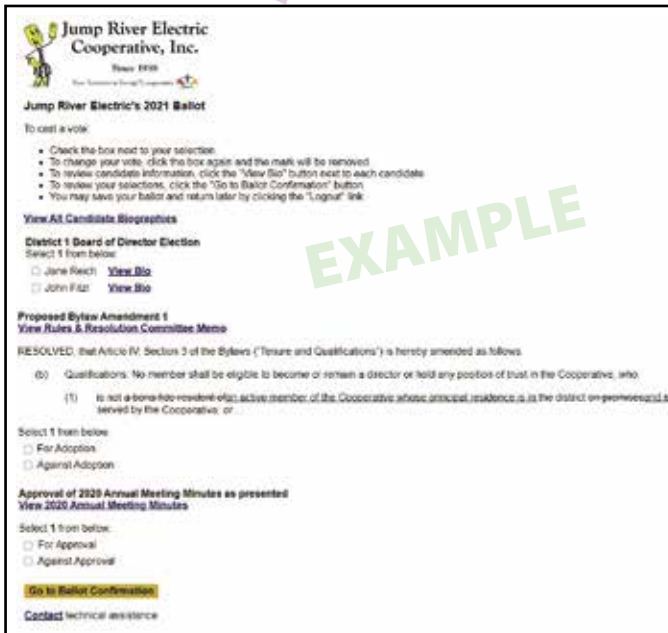 Jump River Electric
Cooperative, Inc.
Since 1938
Jump River Electric's 2021 Ballot
To cast a vote:
• Check the box next to your selection
• To change your vote, click the box again and the mark will be removed
• To review candidate information, click the "View Bio" button next to each candidate
• To review your selections, click the "Go to Ballot Confirmation" button
• You may save your ballot and return later by clicking the "Logout" link
View All Candidate Biographies
EXAMPLE
District 1 Board of Director Election
Select 1 from below
Jane Reich View Bio
John Fitzl View Bio
Proposed Bylaw Amendment 1
View Rules & Resolution Committee Memo
RESOLVED, that Article IV, Section 3 of the Bylaws ("Tenure and Qualifications") is hereby amended as follows
(b) Qualifications. No member shall be eligible to become or remain a director or hold any position of trust in the Cooperative, who:
(1) is not a bona fide resident of an active member of the Cooperative whose principal residence is in the district on premises and is
served by the Cooperative; or
Select 1 from below
For Adoption
Against Adoption
Approval of 2020 Annual Meeting Minutes as presented
View 2020 Annual Meeting Minutes
Select 1 from below:
For Approval
Against Approval
Go to Ballot Confirmation
Contact technical assistance